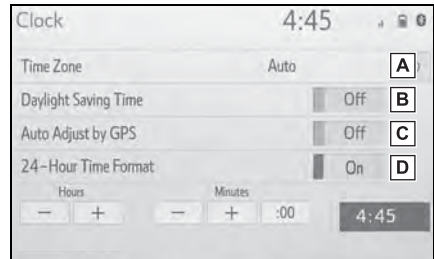 Clock 4:45
Time Zone Auto A
Daylight Saving Time Off B
Auto Adjust by GPS Off C
24-Hour Time Format On D
Hours Minutes
− + − + :00 4:45